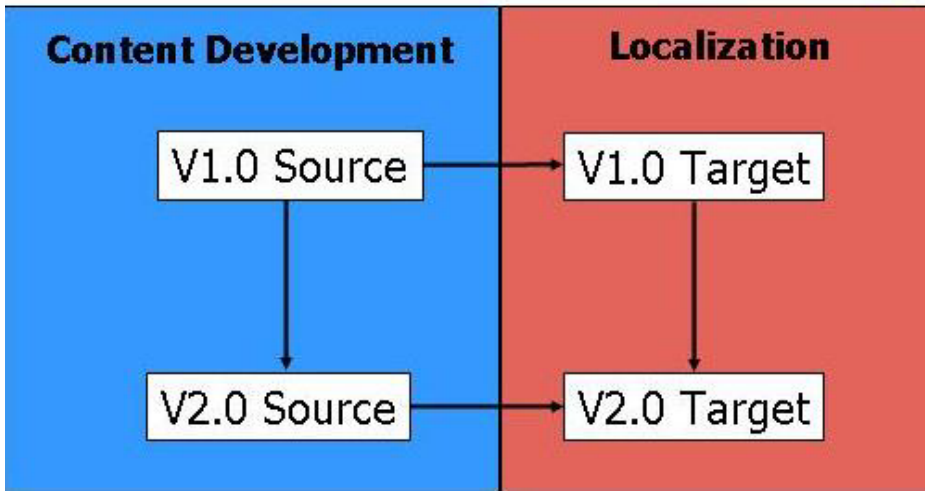 Content Development
Localization
V1.0 Source
V1.0 Target
V2.0 Source
V2.0 Target